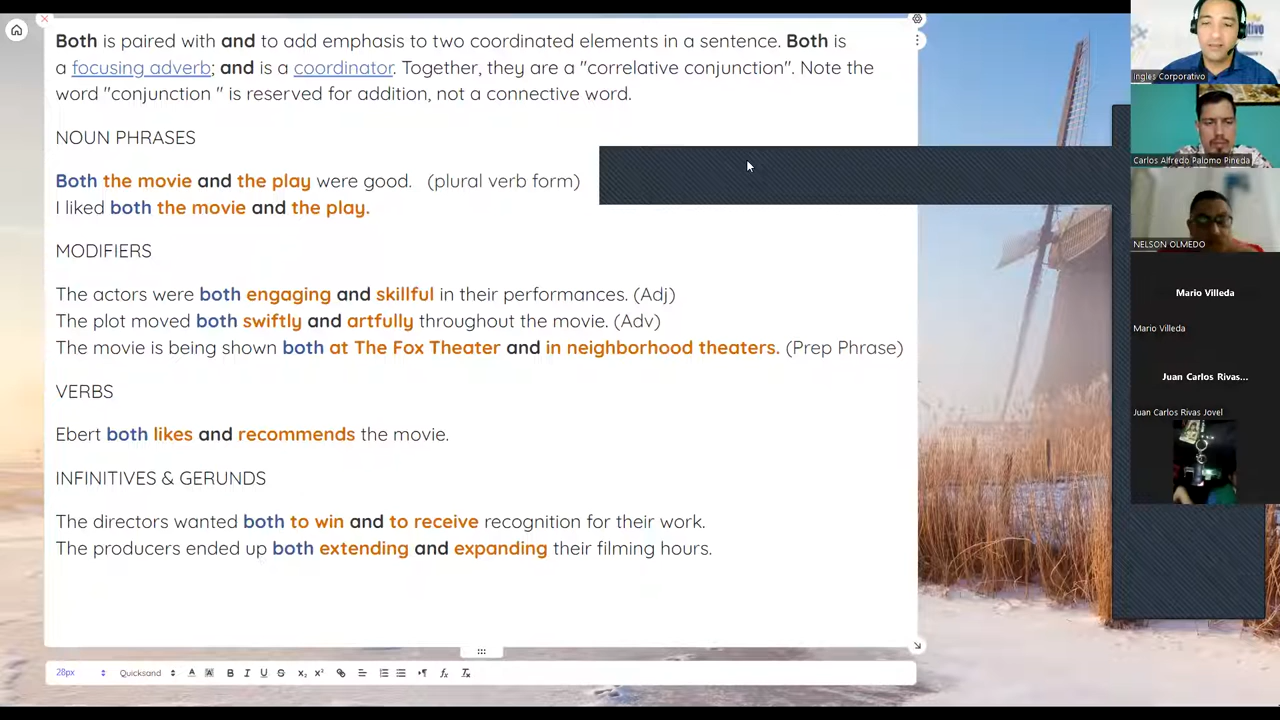 Both is paired with and to add emphasis to two coordinated elements in a sentence. Both is
a focusing adverb; and is a coordinator. Together, they are a "correlative conjunction". Note the
word "conjunction " is reserved for addition, not a connective word.
NOUN PHRASES
Both the movie and the play were good. (plural verb form)
I liked both the movie and the play.
MODIFIERS
The actors were both engaging and skillful in their performances. (Adj)
The plot moved both swiftly and artfully throughout the movie. (Adv)
The movie is being shown both at The Fox Theater and in neighborhood theaters. (Prep Phrase)
VERBS
Ebert both likes and recommends the movie.
INFINITIVES & GERUNDS
The directors wanted both to win and to receive recognition for their work.
The producers ended up both extending and expanding their filming hours.
28px Quicksand
Ingles Corporativo
Carlos Alfredo Palomo Pineda
NELSON OLMEDO
Mario Villeda
Mario Villeda
Juan Carlos Rivas...
Juan Carlos Rivas Jovel